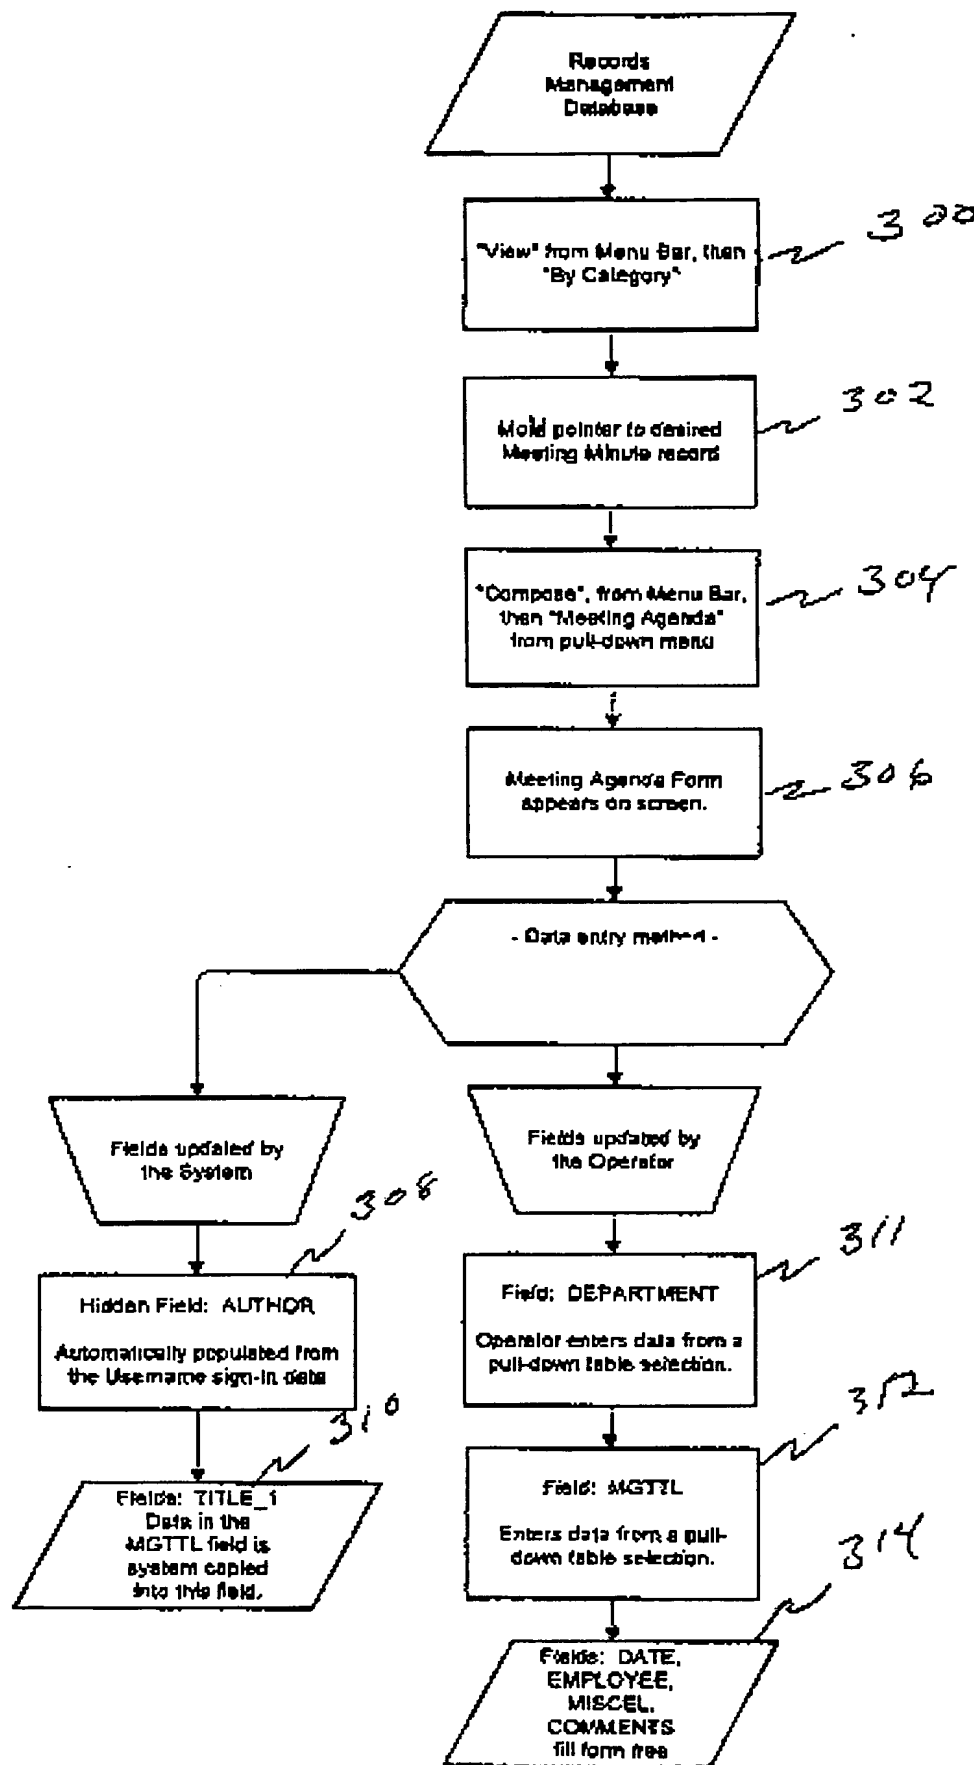 Records
Management
Database
"View" from Menu Bar, then
"By Category"
300
Mold pointer to desired
Meeting Minute record
302
"Compose", from Menu Bar,
then "Meeting Agenda"
from pull-down menu
304
Meeting Agenda Form
appears on screen.
306
- Data entry method -
Fields updated by
the System
Fields updated by
the Operator
308
Hidden Field: AUTHOR
Automatically populated from
the Username sign-in data
311
Field: DEPARTMENT
Operator enters data from a
pull-down table selection.
310
Fields: TITLE_1
Data in the
MGTTL field is
system copied
into this field.
312
Field: MGTTL
Enters data from a pull-
down table selection.
314
Fields: DATE,
EMPLOYEE,
MISCEL,
COMMENTS
fill form free